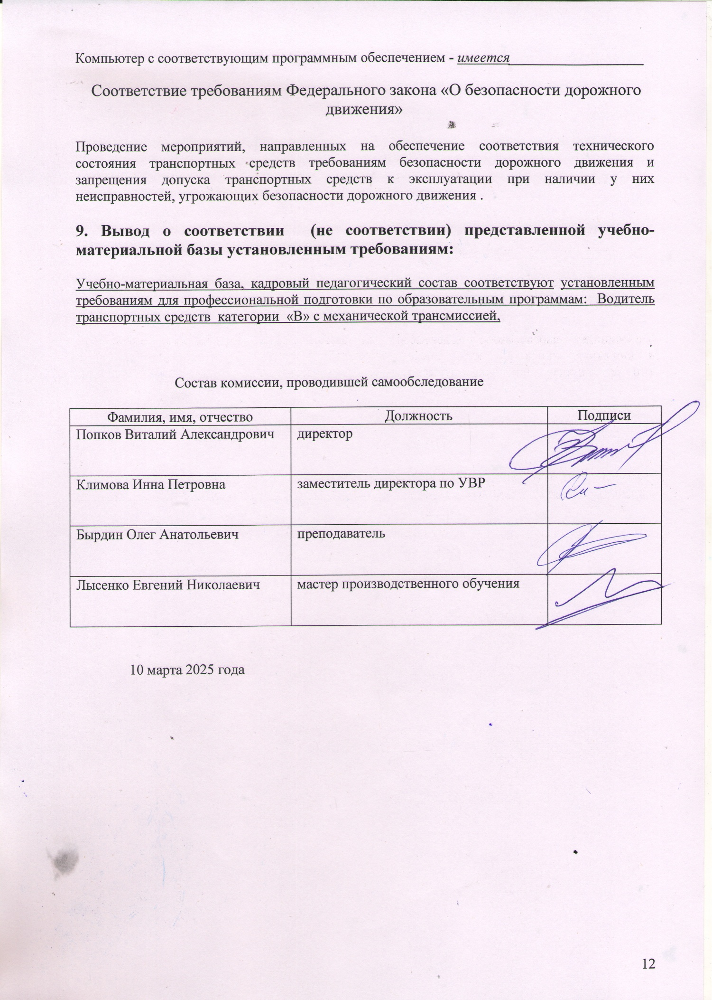 Компьютер с соответствующим программным обеспечением - имеется____________________
Соответствие требованиям Федерального закона «О безопасности дорожного
движения»
Проведение мероприятий, направленных на обеспечение соответствия технического
состояния транспортных средств требованиям безопасности дорожного движения и
запрещения допуска транспортных средств к эксплуатации при наличии у них
неисправностей, угрожающих безопасности дорожного движения .
9. Вывод о соответствии (не соответствии) представленной учебно-
материальной базы установленным требованиям:
Учебно-материальная база, кадровый педагогический состав соответствуют установленным
требованиям для профессиональной подготовки по образовательным программам: Водитель
транспортных средств категории «В» с механической трансмиссией,
Состав комиссии, проводившей самообследование
Фамилия, имя, отчество Должность Подписи
Попков Виталий Александрович директор
Климова Инна Петровна заместитель директора по УВР
Бырдин Олег Анатольевич преподаватель
Лысенко Евгений Николаевич мастер производственного обучения
10 марта 2025 года
12